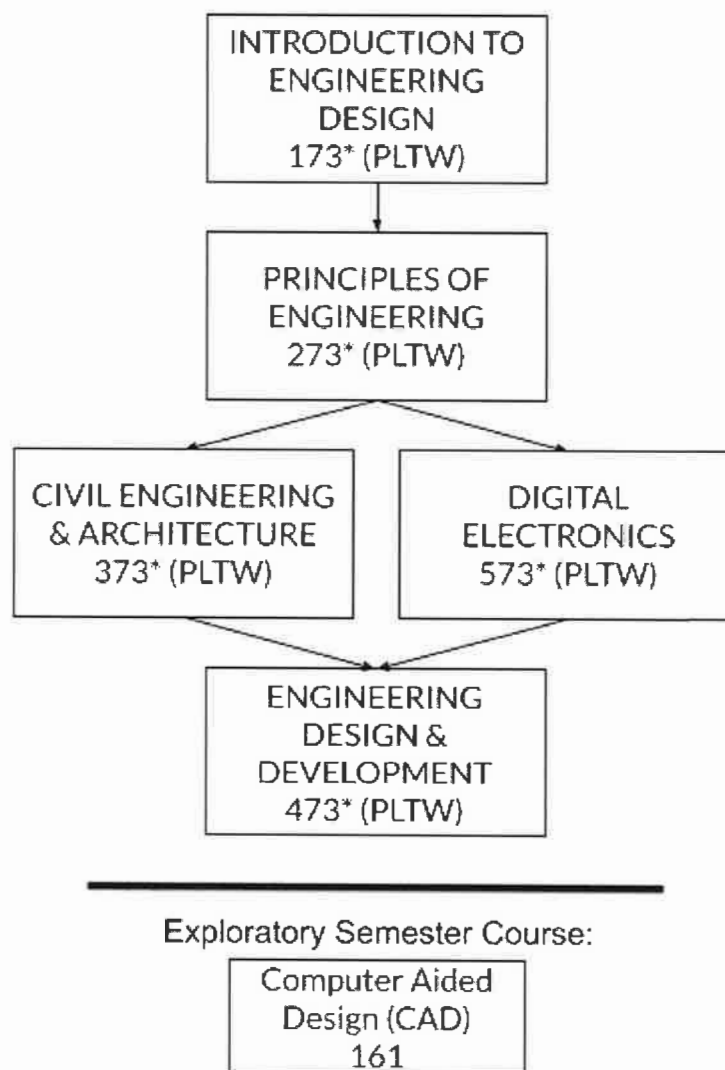 INTRODUCTION TO
ENGINEERING
DESIGN
173* (PLTW)
PRINCIPLES OF
ENGINEERING
273* (PLTW)
CIVIL ENGINEERING
& ARCHITECTURE
373* (PLTW)
DIGITAL
ELECTRONICS
573* (PLTW)
ENGINEERING
DESIGN &
DEVELOPMENT
473* (PLTW)
Exploratory Semester Course:
Computer Aided
Design (CAD)
161